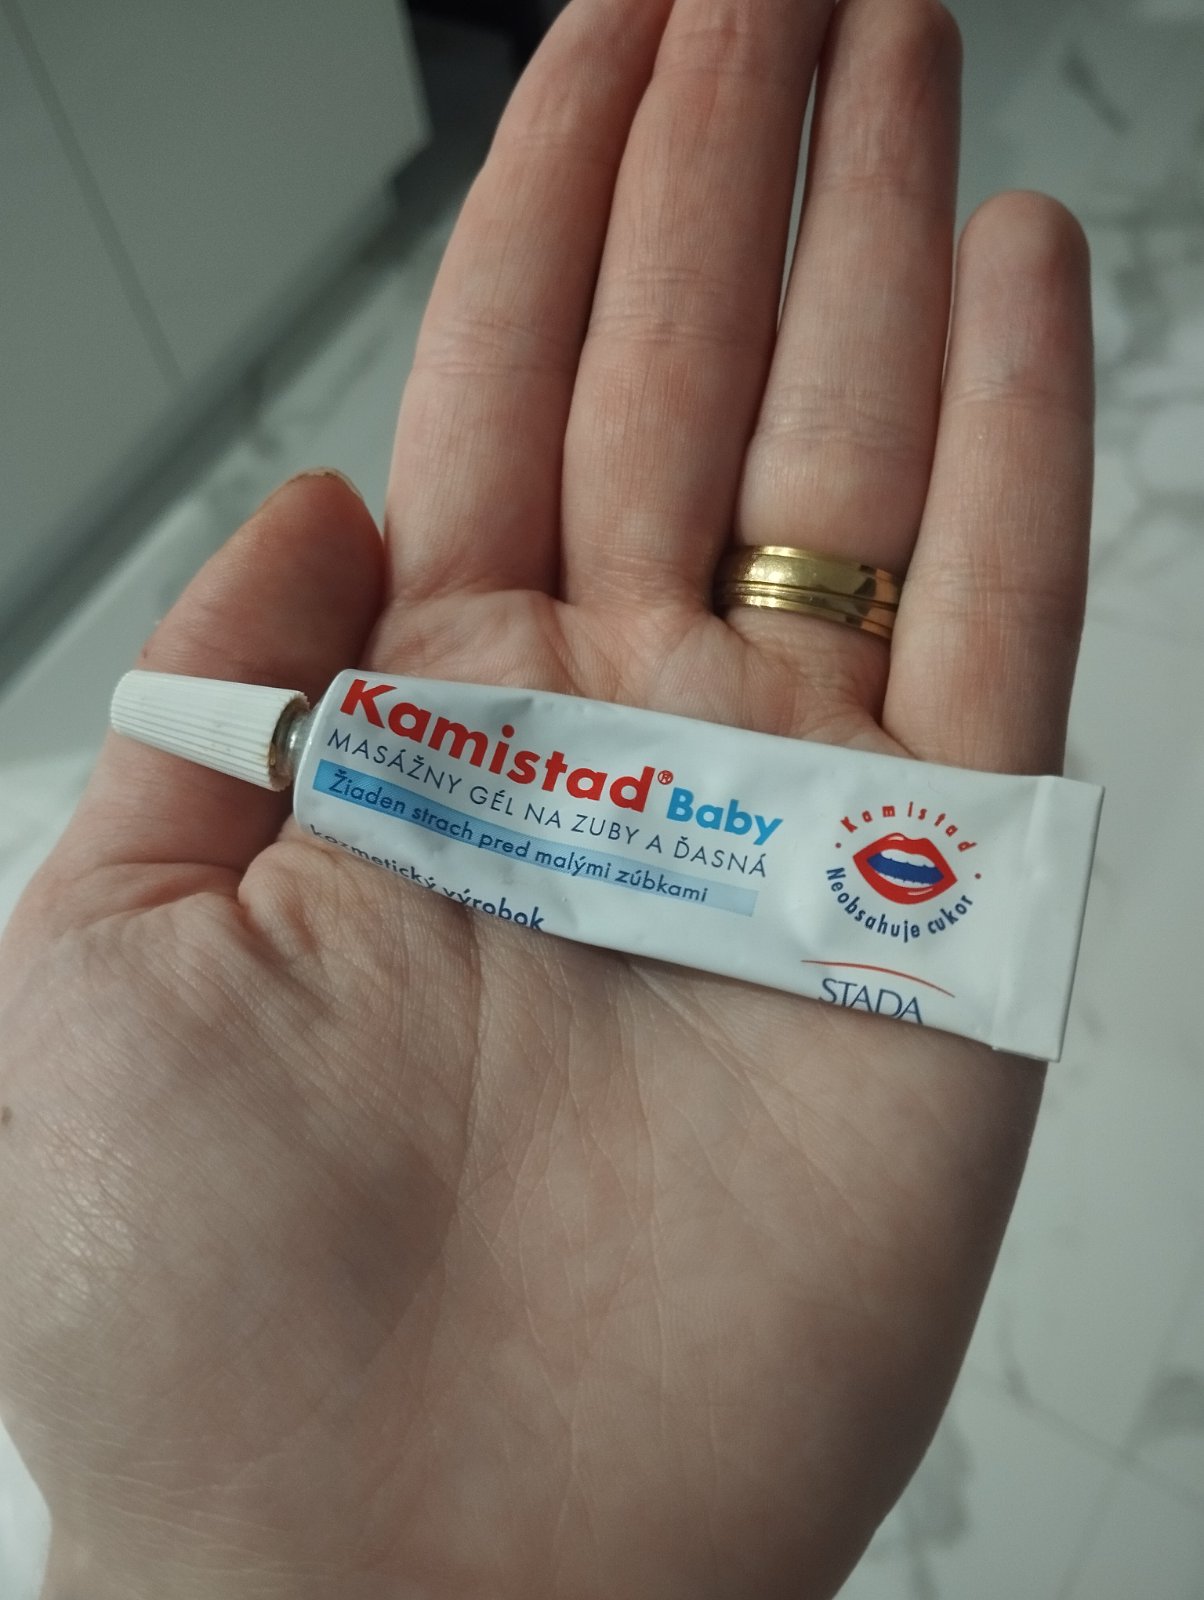 Kamistad® Baby
MASÁŽNY GÉL NA ZUBY A ĎASNÁ
Žiaden strach pred malými zúbkami
kozmetický výrobok
Kamistad
Neobsahuje cukor
STADA